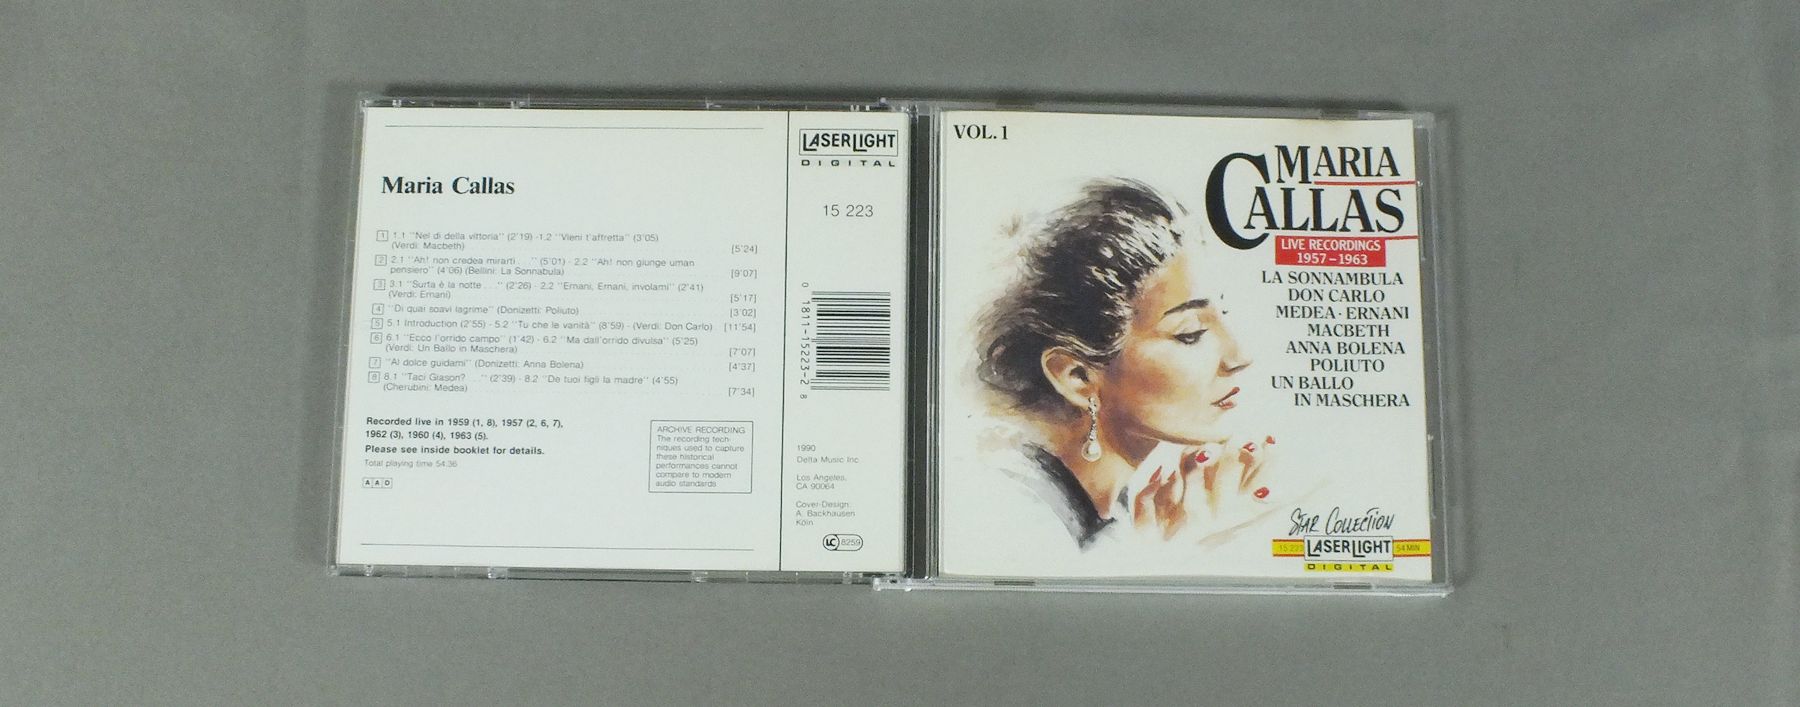 Maria Callas
1 1.1 "Nel di della vittoria" (2'19) - 1.2 "Vieni t'affretta" (3'05)
(Verdi: Macbeth) [5'24]
2 2.1 "Ah! non credea mirarti . . ." (5'01) - 2.2 "Ah! non giunge uman
pensiero" (4'06) (Bellini: La Sonnabula) [9'07]
3 3.1 "Surta è la notte . . ." (2'26) - 2.2 "Ernani, Ernani, involami" (2'41)
(Verdi: Ernani) [5'17]
4 "Di quai soavi lagrime" (Donizetti: Poliuto) [3'02]
5 5.1 Introduction (2'55) - 5.2 "Tu che le vanità" (8'59) - (Verdi: Don Carlo) [11'54]
6 6.1 "Ecco l'orrido campo" (1'42) - 6.2 "Ma dall'orrido divulsa" (5'25)
(Verdi: Un Ballo in Maschera) [7'07]
7 "Al dolce guidami" (Donizetti: Anna Bolena) [4'37]
8 8.1 "Taci Giason? . . ." (2'39) - 8.2 "De tuoi figli la madre" (4'55)
(Cherubini: Medea) [7'34]
Recorded live in 1959 (1, 8), 1957 (2, 6, 7),
1962 (3), 1960 (4), 1963 (5).
Please see inside booklet for details.
Total playing time 54:36
AAD
ARCHIVE RECORDING
The recording tech-
niques used to capture
these historical
performances cannot
compare to modern
audio standards
LASERLIGHT
DIGITAL
15 223
0 18111-15223-2 8
1990
Delta Music Inc.
Los Angeles,
CA 90064
Cover-Design:
A. Backhausen
Köln
LC 8259
VOL. 1
MARIA
CALLAS
LIVE RECORDINGS
1957 – 1963
LA SONNAMBULA
DON CARLO
MEDEA · ERNANI
MACBETH
ANNA BOLENA
POLIUTO
UN BALLO
IN MASCHERA
STAR COLLECTION
15 223 LASERLIGHT 54 MIN
DIGITAL